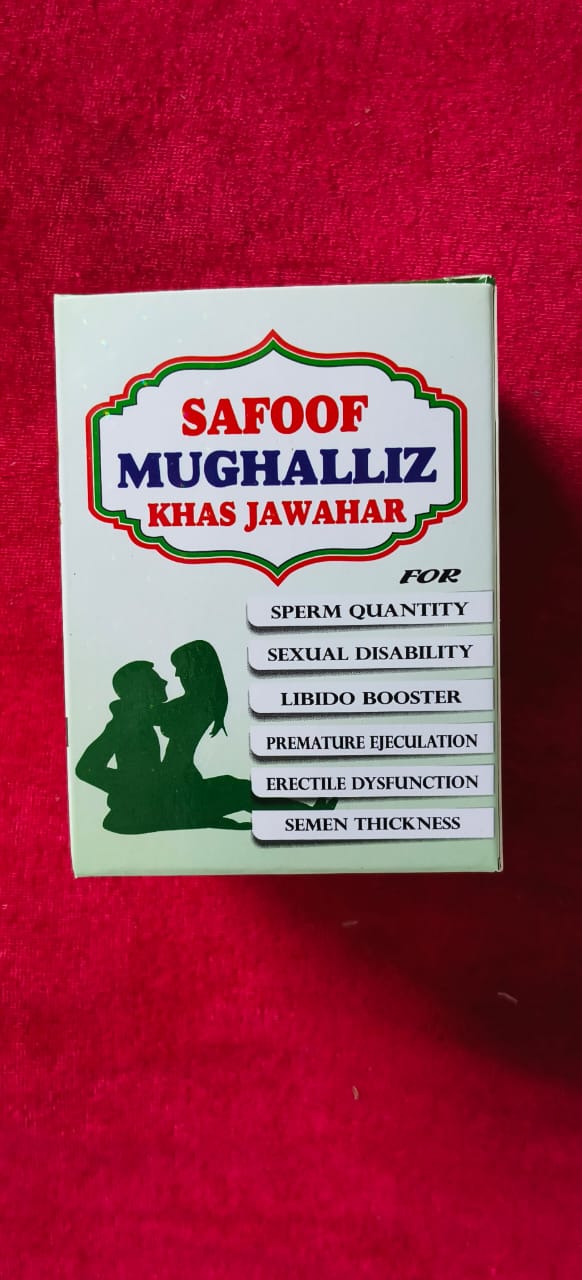 SAFOOF
MUGHALLIZ
KHAS JAWAHAR
FOR
SPERM QUANTITY
SEXUAL DISABILITY
LIBIDO BOOSTER
PREMATURE EJECULATION
ERECTILE DYSFUNCTION
SEMEN THICKNESS